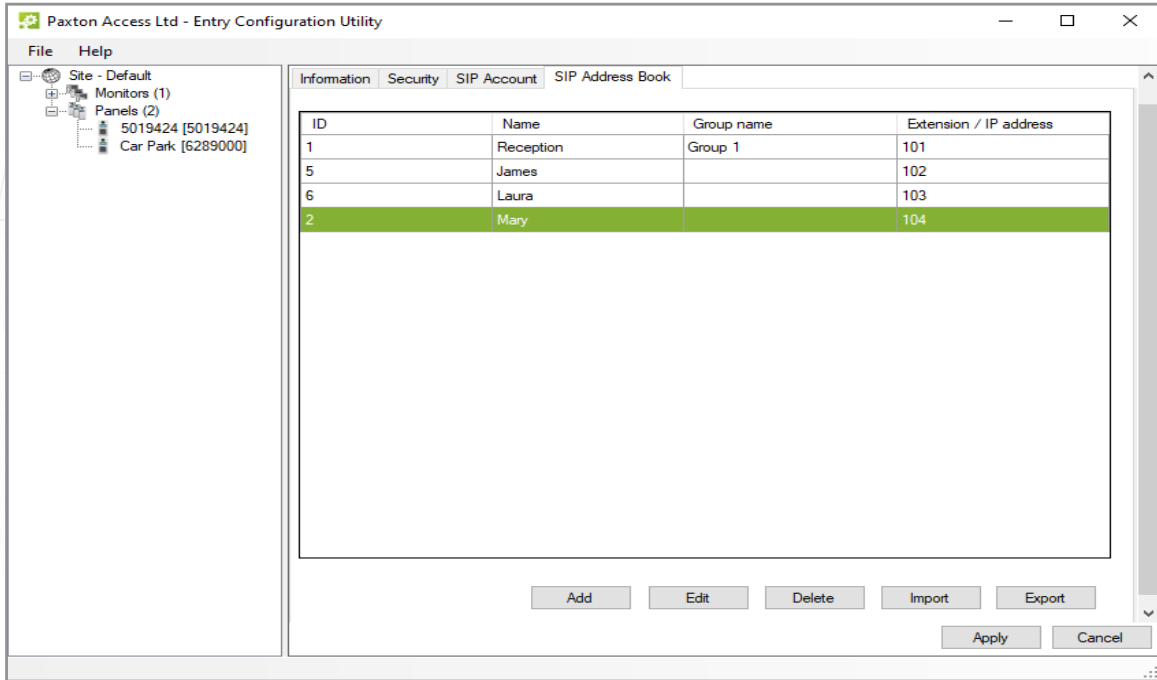 Paxton Access Ltd - Entry Configuration Utility
File Help
Site - Default
Monitors (1)
Panels (2)
5019424 [5019424]
Car Park [6289000]
Information Security SIP Account SIP Address Book
ID Name Group name Extension / IP address
1 Reception Group 1 101
5 James 102
6 Laura 103
2 Mary 104
Add Edit Delete Import Export
Apply Cancel